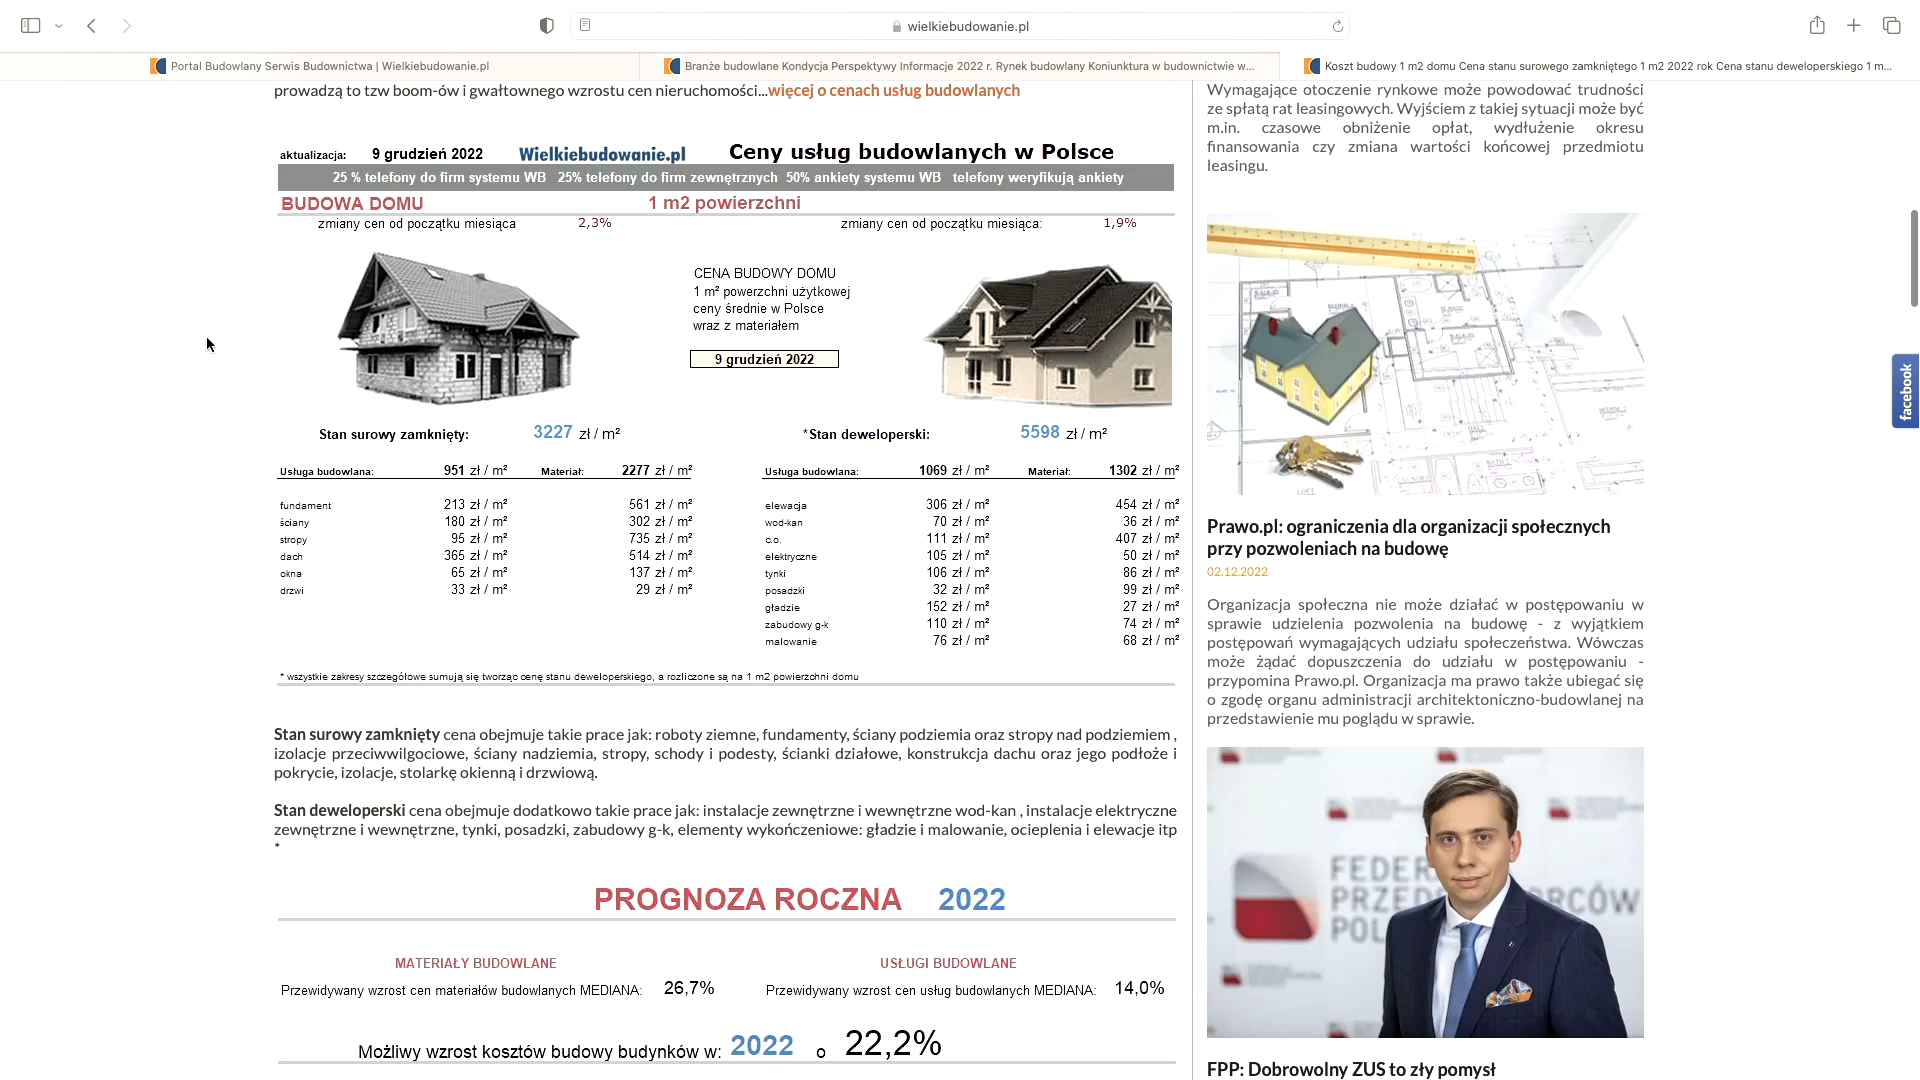 wielkiebudowanie.pl
Portal Budowlany Serwis Budownictwa | Wielkiebudowanie.pl
Branże budowlane Kondycja Perspektywy Informacje 2022 r. Rynek budowlany Koniunktura w budownictwie w...
Koszt budowy 1 m2 domu Cena stanu surowego zamkniętego 1 m2 2022 rok Cena stanu deweloperskiego 1 m...
prowadzą to tzw boom-ów i gwałtownego wzrostu cen nieruchomości...więcej o cenach usług budowlanych
aktualizacja: 9 grudzień 2022 Wielkiebudowanie.pl Ceny usług budowlanych w Polsce
25 % telefony do firm systemu WB 25% telefony do firm zewnętrznych 50% ankiety systemu WB telefony weryfikują ankiety
BUDOWA DOMU 1 m2 powierzchni
zmiany cen od początku miesiąca 2,3% zmiany cen od początku miesiąca: 1,9%
CENA BUDOWY DOMU
1 m² powerzchni użytkowej
ceny średnie w Polsce
wraz z materiałem
9 grudzień 2022
Stan surowy zamknięty: 3227 zł / m² *Stan deweloperski: 5598 zł / m²
Usługa budowlana: 951 zł / m² Materiał: 2277 zł / m² Usługa budowlana: 1069 zł / m² Materiał: 1302 zł / m²
fundament 213 zł / m² 561 zł / m² elewacja 306 zł / m² 454 zł / m²
ściany 180 zł / m² 302 zł / m² wod-kan 70 zł / m² 36 zł / m²
stropy 95 zł / m² 735 zł / m² c.o. 111 zł / m² 407 zł / m²
dach 365 zł / m² 514 zł / m² elektryczne 105 zł / m² 50 zł / m²
okna 65 zł / m² 137 zł / m² tynki 106 zł / m² 86 zł / m²
drzwi 33 zł / m² 29 zł / m² posadzki 32 zł / m² 99 zł / m²
gładzie 152 zł / m² 27 zł / m²
zabudowy g-k 110 zł / m² 74 zł / m²
malowanie 76 zł / m² 68 zł / m²
* wszystkie zakresy szczegółowe sumują się tworząc cenę stanu deweloperskiego, a rozliczone są na 1 m2 powierzchni domu
Stan surowy zamknięty cena obejmuje takie prace jak: roboty ziemne, fundamenty, ściany podziemia oraz stropy nad podziemiem ,
izolacje przeciwwilgociowe, ściany nadziemia, stropy, schody i podesty, ścianki działowe, konstrukcja dachu oraz jego podłoże i
pokrycie, izolacje, stolarkę okienną i drzwiową.
Stan deweloperski cena obejmuje dodatkowo takie prace jak: instalacje zewnętrzne i wewnętrzne wod-kan , instalacje elektryczne
zewnętrzne i wewnętrzne, tynki, posadzki, zabudowy g-k, elementy wykończeniowe: gładzie i malowanie, ocieplenia i elewacje itp
*
PROGNOZA ROCZNA 2022
MATERIAŁY BUDOWLANE USŁUGI BUDOWLANE
Przewidywany wzrost cen materiałów budowlanych MEDIANA: 26,7% Przewidywany wzrost cen usług budowlanych MEDIANA: 14,0%
Możliwy wzrost kosztów budowy budynków w: 2022 o 22,2%
Wymagające otoczenie rynkowe może powodować trudności
ze spłatą rat leasingowych. Wyjściem z takiej sytuacji może być
m.in. czasowe obniżenie opłat, wydłużenie okresu
finansowania czy zmiana wartości końcowej przedmiotu
leasingu.
facebook
Prawo.pl: ograniczenia dla organizacji społecznych
przy pozwoleniach na budowę
02.12.2022
Organizacja społeczna nie może działać w postępowaniu w
sprawie udzielenia pozwolenia na budowę - z wyjątkiem
postępowań wymagających udziału społeczeństwa. Wówczas
może żądać dopuszczenia do udziału w postępowaniu -
przypomina Prawo.pl. Organizacja ma prawo także ubiegać się
o zgodę organu administracji architektoniczno-budowlanej na
przedstawienie mu poglądu w sprawie.
FEDER
PRZED ORCÓW
POL
FPP: Dobrowolny ZUS to zły pomysł